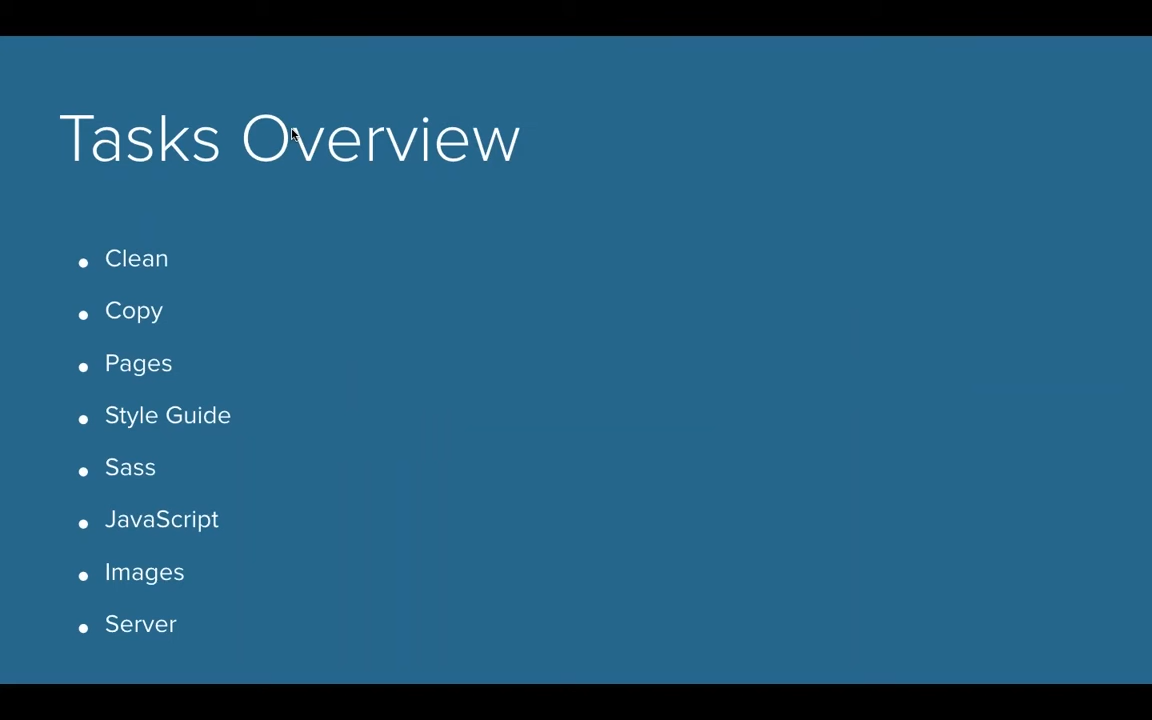 Tasks Overview
• Clean
• Copy
• Pages
• Style Guide
• Sass
• JavaScript
• Images
• Server